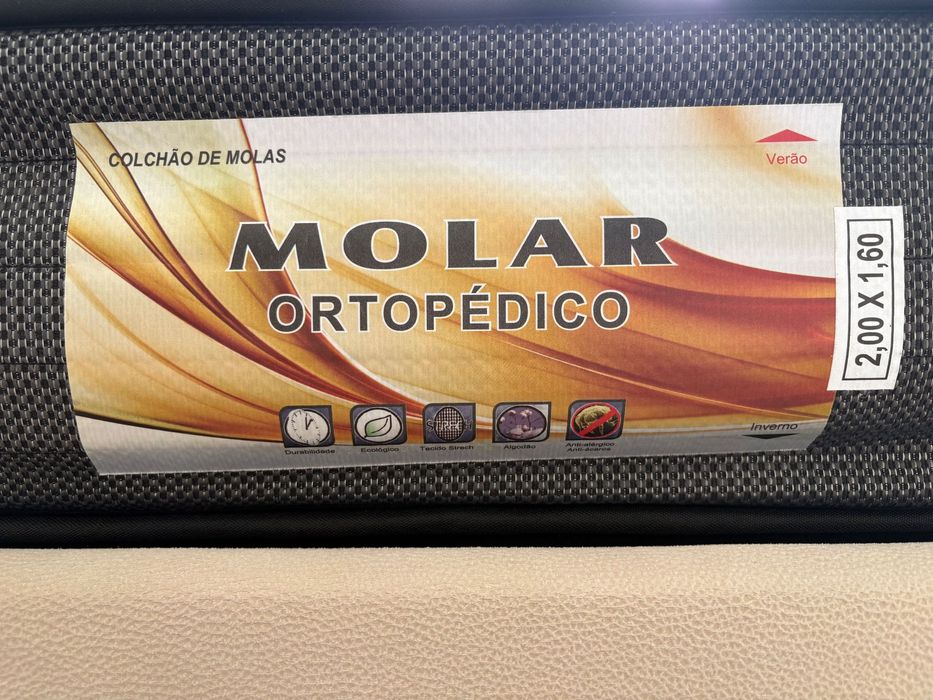 COLCHÃO DE MOLAS
Verão
MOLAR
ORTOPÉDICO
2,00 X 1,60
Durabilidade
Ecológico
Tecido Strech
Algodão
Anti-alérgico
Anti-ácaros
Inverno